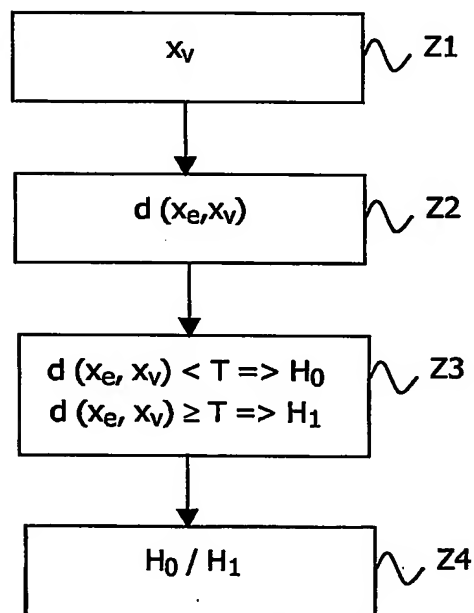 x_v Z1
d (x_e,x_v) Z2
d (x_e, x_v) < T => H_0
d (x_e, x_v) ≥ T => H_1
Z3
H_0 / H_1 Z4